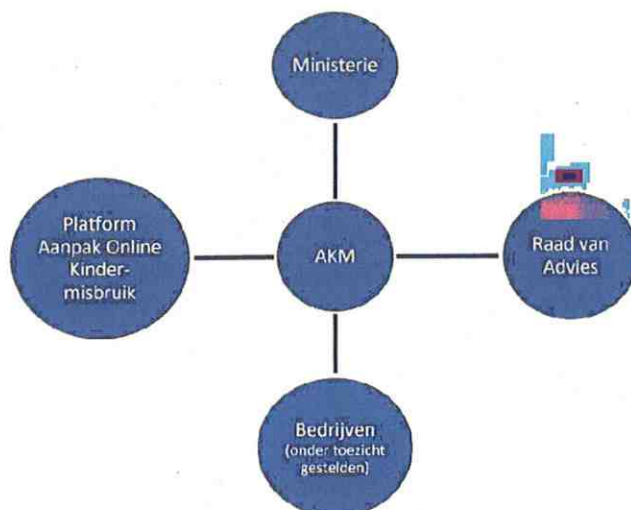 Ministerie
Platform
Aanpak Online
Kinder-
misbruik
AKM
Raad van
Advies
Bedrijven
(onder toezicht
gestelden)